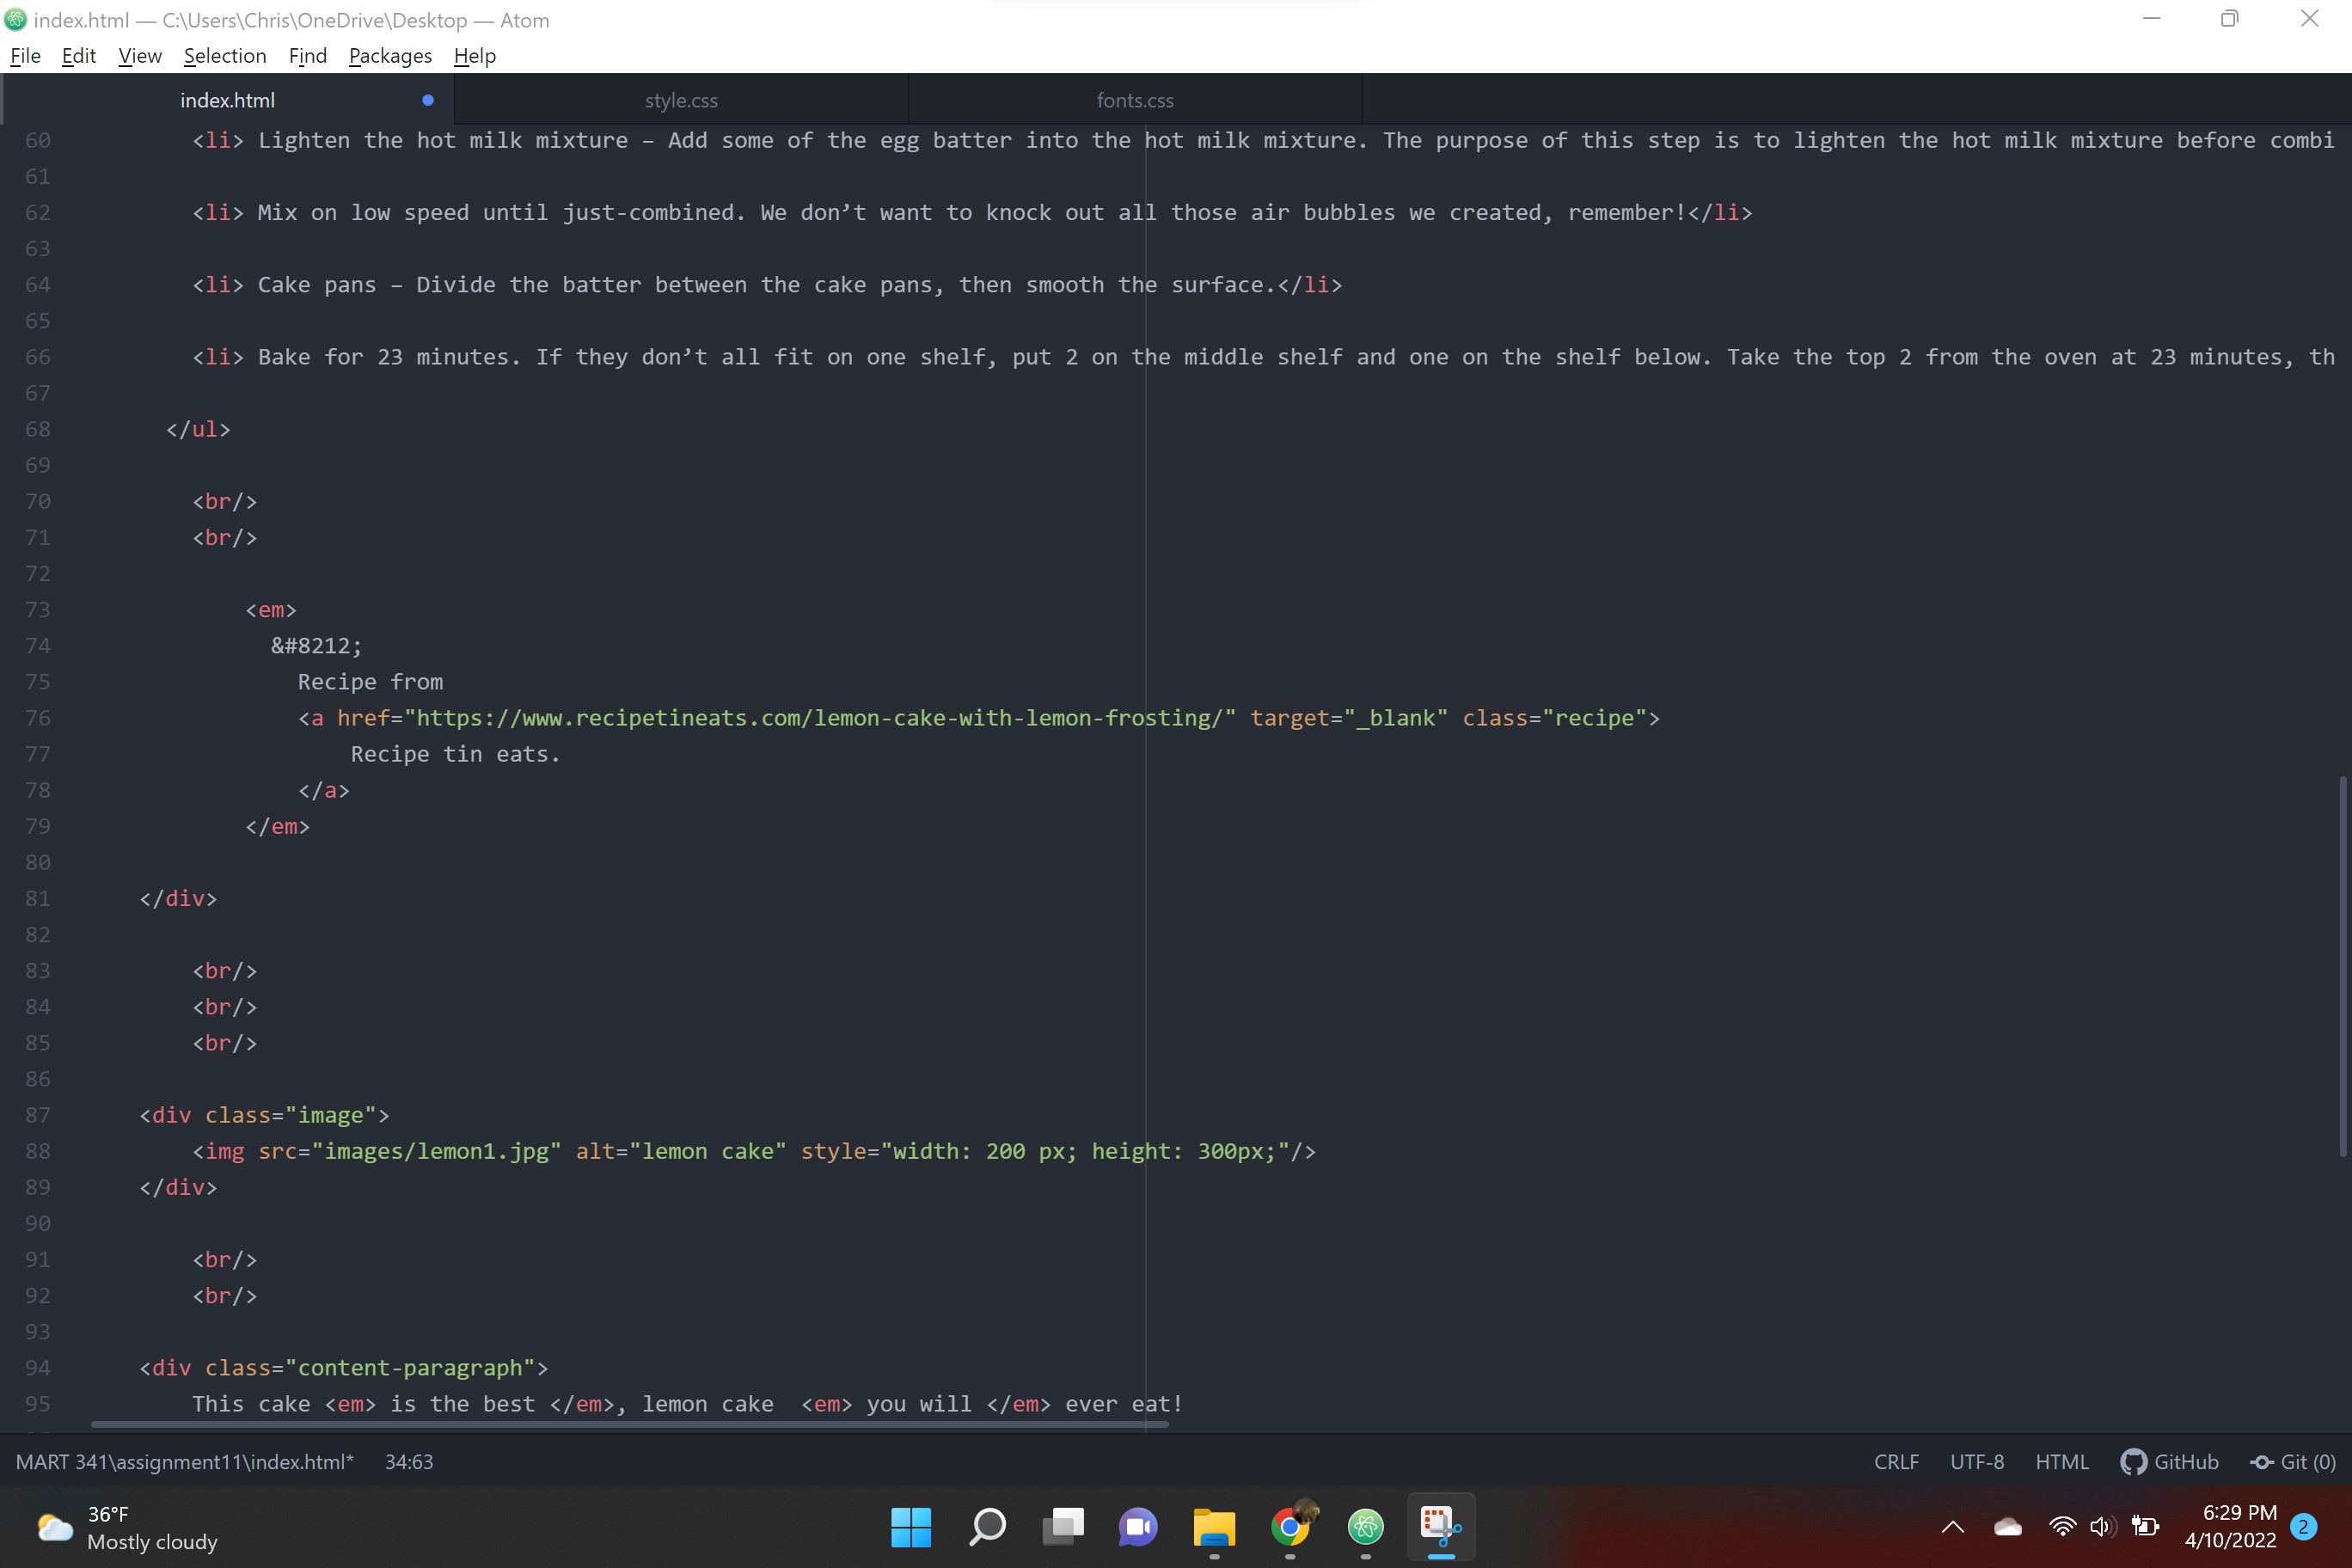 index.html — C:\Users\Chris\OneDrive\Desktop — Atom
File Edit View Selection Find Packages Help
index.html style.css fonts.css
60 <li> Lighten the hot milk mixture – Add some of the egg batter into the hot milk mixture. The purpose of this step is to lighten the hot milk mixture before combi
61
62 <li> Mix on low speed until just-combined. We don’t want to knock out all those air bubbles we created, remember!</li>
63
64 <li> Cake pans – Divide the batter between the cake pans, then smooth the surface.</li>
65
66 <li> Bake for 23 minutes. If they don’t all fit on one shelf, put 2 on the middle shelf and one on the shelf below. Take the top 2 from the oven at 23 minutes, th
67
68 </ul>
69
70 <br/>
71 <br/>
72
73 <em>
74 &#8212;
75 Recipe from
76 <a href="https://www.recipetineats.com/lemon-cake-with-lemon-frosting/" target="_blank" class="recipe">
77 Recipe tin eats.
78 </a>
79 </em>
80
81 </div>
82
83 <br/>
84 <br/>
85 <br/>
86
87 <div class="image">
88 <img src="images/lemon1.jpg" alt="lemon cake" style="width: 200 px; height: 300px;"/>
89 </div>
90
91 <br/>
92 <br/>
93
94 <div class="content-paragraph">
95 This cake <em> is the best </em>, lemon cake  <em> you will </em> ever eat!
MART 341\assignment11\index.html* 34:63 CRLF UTF-8 HTML GitHub Git (0)
36°F
Mostly cloudy
6:29 PM
4/10/2022
2